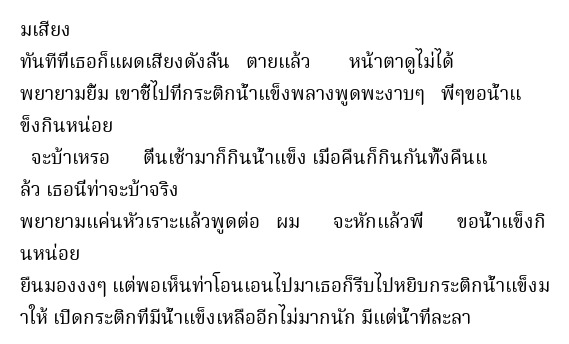 มเสียง
ทันทีที่เธอก็แผดเสียงดังลั่น ตายแล้ว หน้าตาดูไม่ได้
พยายามยิ้ม เขาชี้ไปที่กระติกน้ำแข็งพลางพูดพะงาบๆ พี่ๆขอน้ำแ
ข็งกินหน่อย
จะบ้าเหรอ ตื่นเช้ามาก็กินน้ำแข็ง เมื่อคืนก็กินกันทั้งคืนแ
ล้ว เธอนี่ท่าจะบ้าจริง
พยายามแค่นหัวเราะแล้วพูดต่อ ผม จะหักแล้วพี่ ขอน้ำแข็งกิ
นหน่อย
ยืนมองงงๆ แต่พอเห็นท่าโอนเอนไปมาเธอก็รีบไปหยิบกระติกน้ำแข็งม
าให้ เปิดกระติกที่มีน้ำแข็งเหลืออีกไม่มากนัก มีแต่น้ำที่ละลา